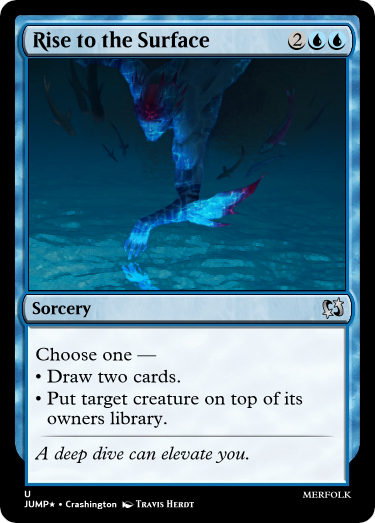 Rise to the Surface 2
Sorcery
Choose one —
• Draw two cards.
• Put target creature on top of its
owners library.
A deep dive can elevate you.
U MERFOLK
JUMP★ • Crashington Travis Herdt